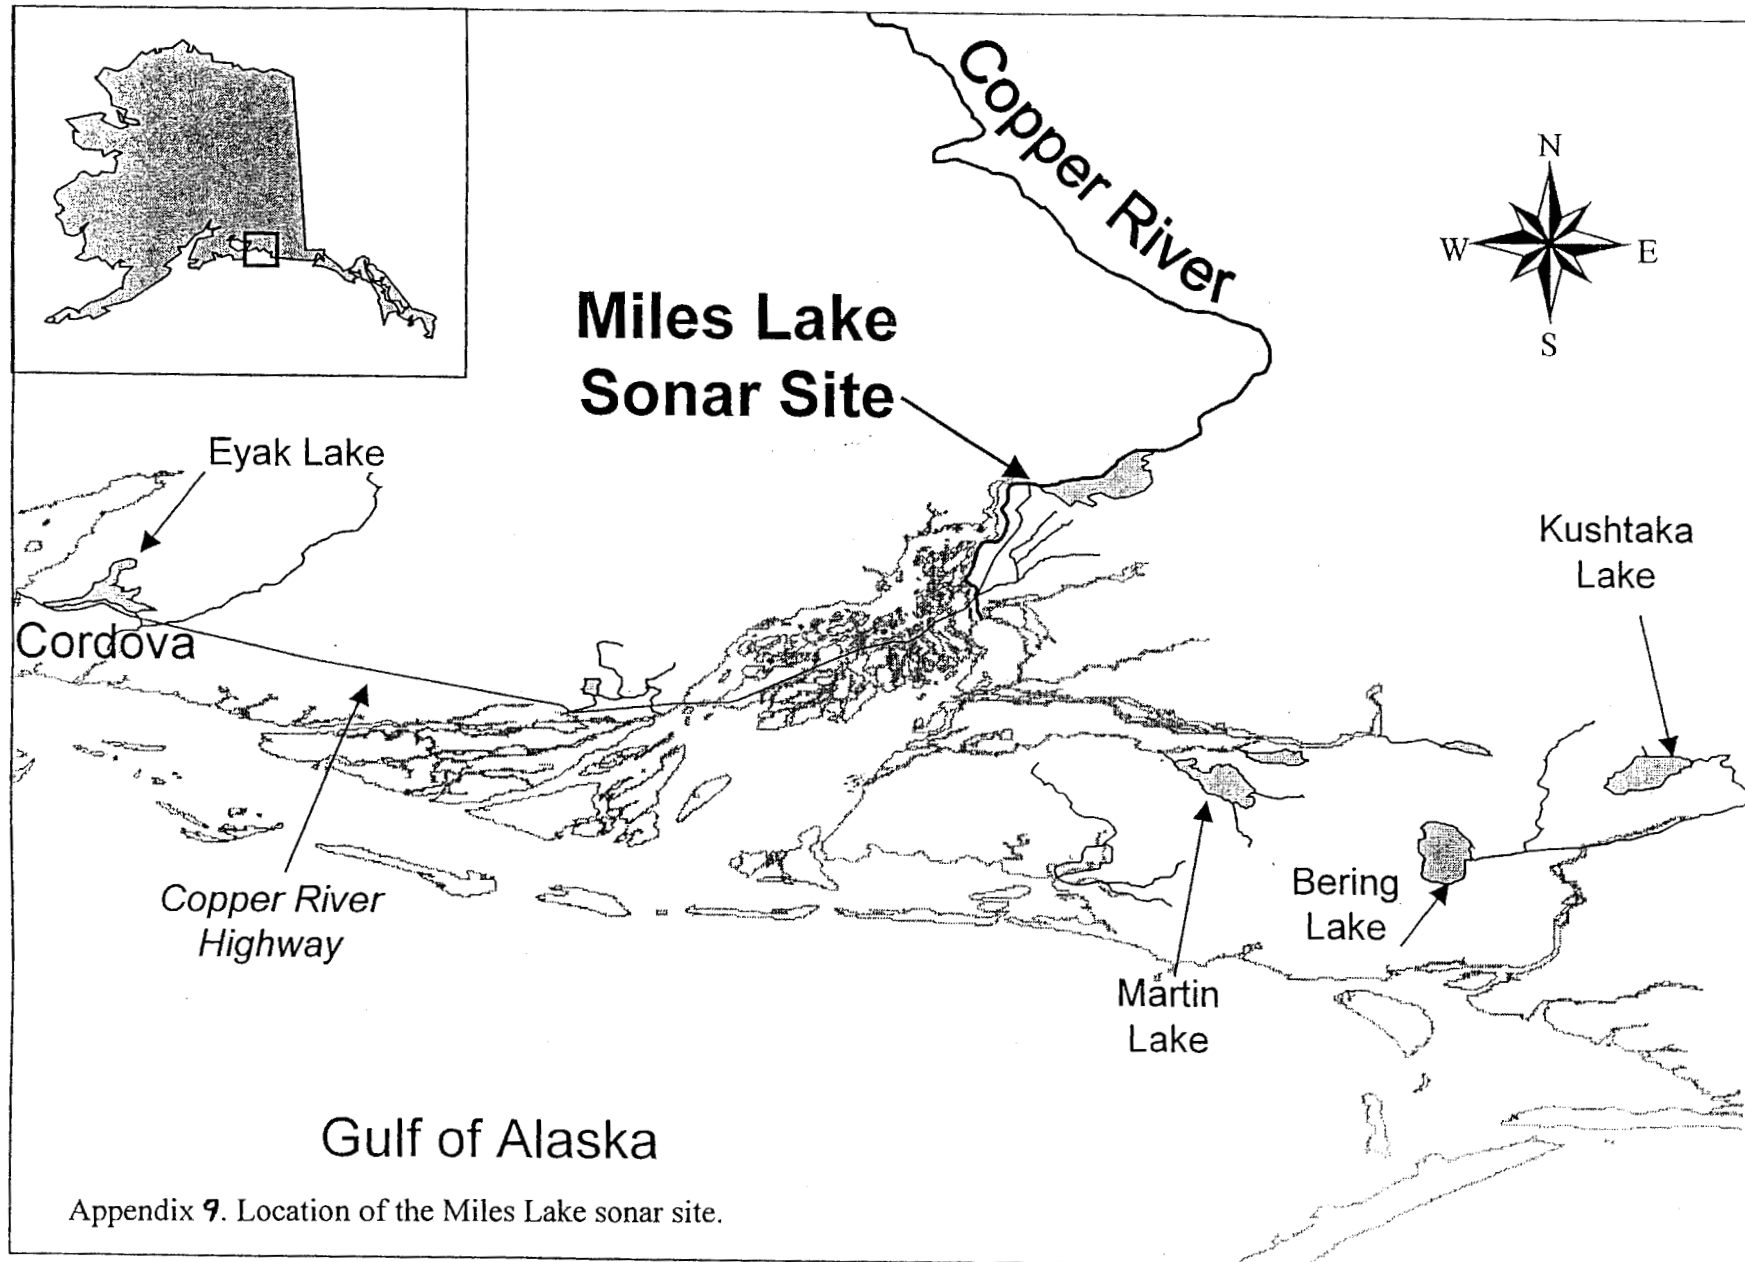 Copper River
N
W
E
S
Miles Lake
Sonar Site
Eyak Lake
Kushtaka
Lake
Cordova
Copper River
Highway
Bering
Lake
Martin
Lake
Gulf of Alaska
Appendix 9. Location of the Miles Lake sonar site.